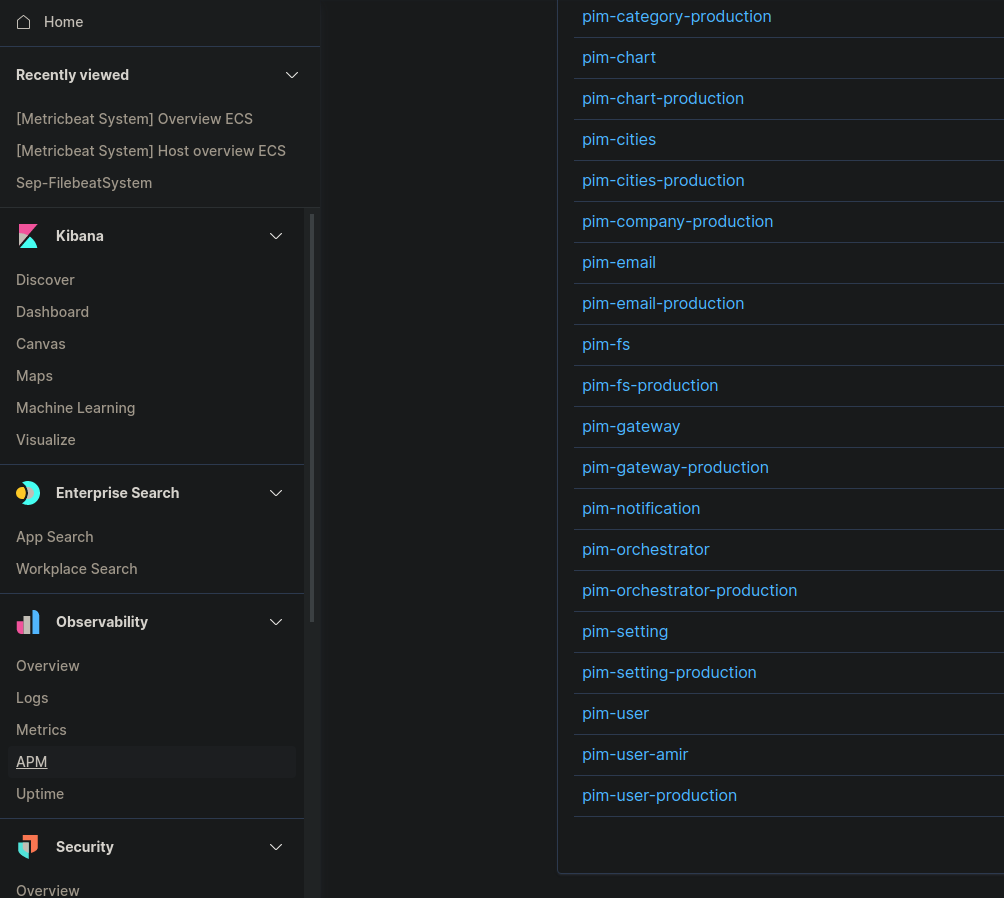 Home
Recently viewed
[Metricbeat System] Overview ECS
[Metricbeat System] Host overview ECS
Sep-FilebeatSystem
Kibana
Discover
Dashboard
Canvas
Maps
Machine Learning
Visualize
Enterprise Search
App Search
Workplace Search
Observability
Overview
Logs
Metrics
APM
Uptime
Security
Overview
pim-category-production
pim-chart
pim-chart-production
pim-cities
pim-cities-production
pim-company-production
pim-email
pim-email-production
pim-fs
pim-fs-production
pim-gateway
pim-gateway-production
pim-notification
pim-orchestrator
pim-orchestrator-production
pim-setting
pim-setting-production
pim-user
pim-user-amir
pim-user-production